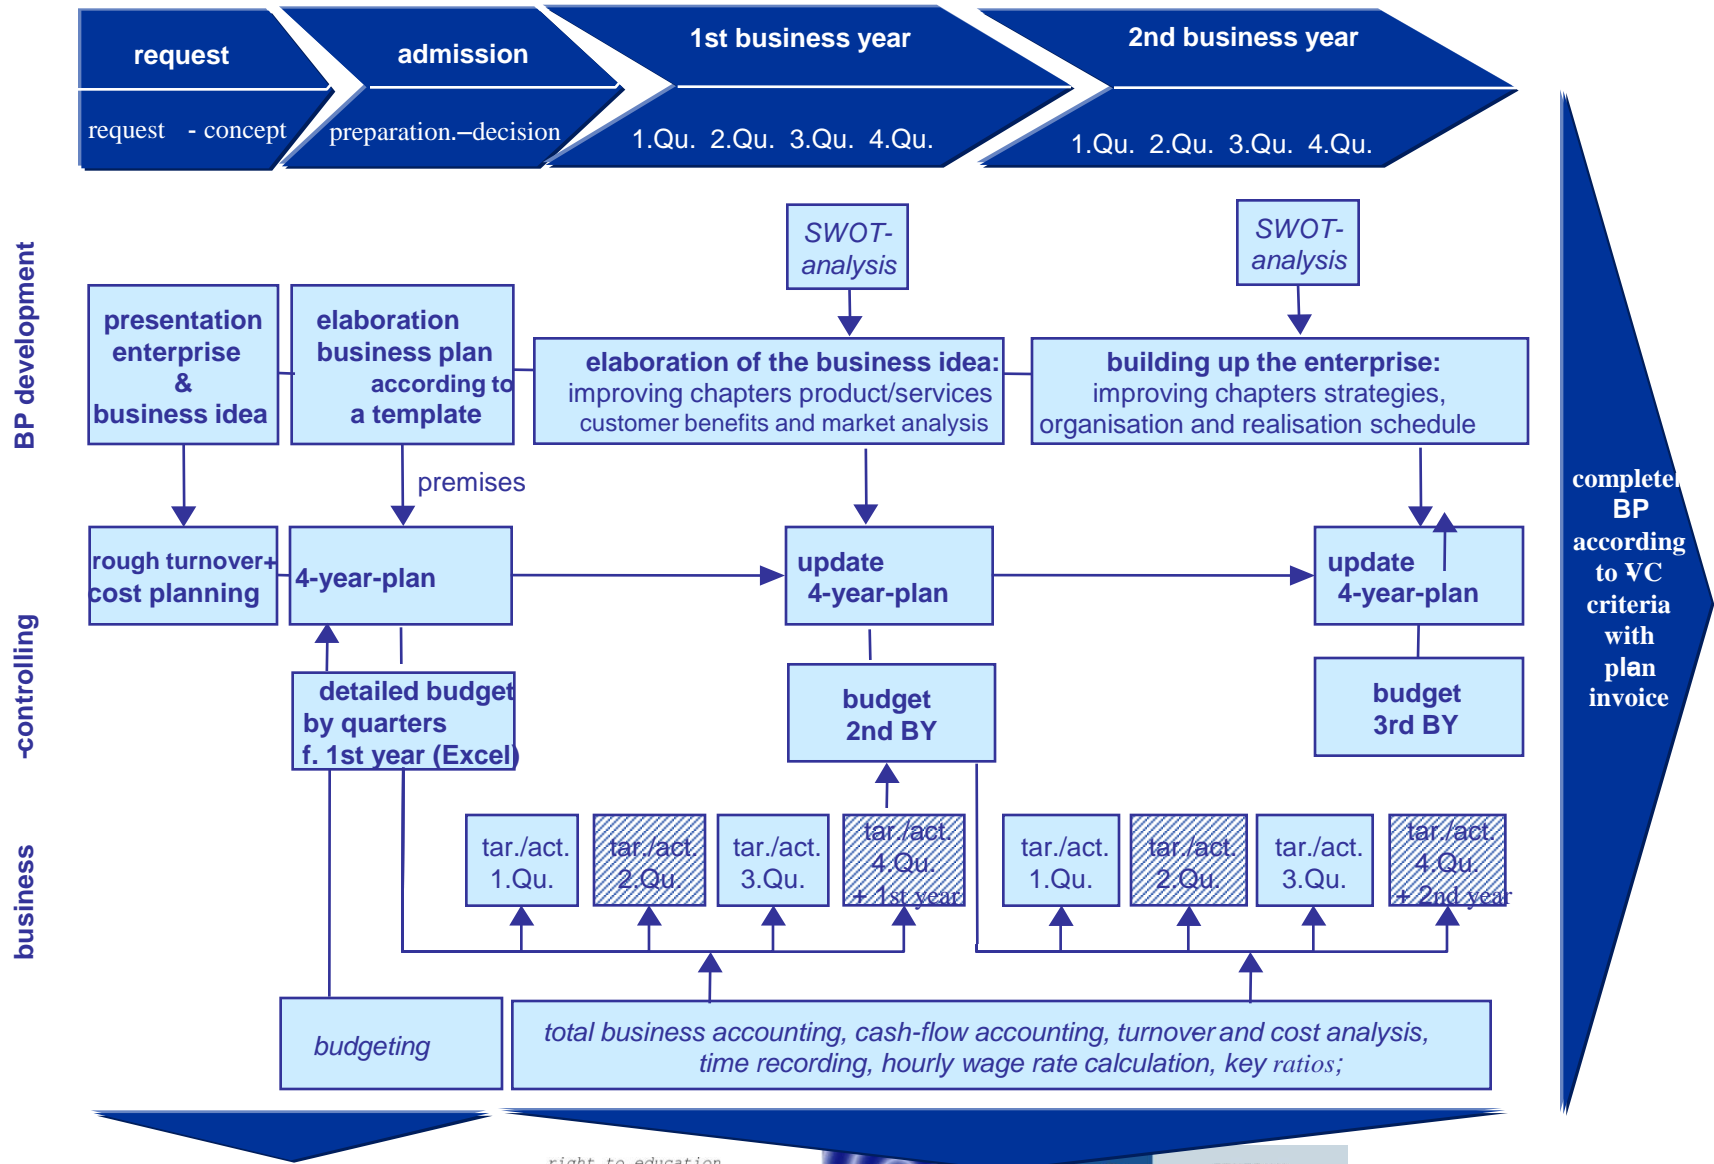 request
admission
1st business year
2nd business year
request - concept
preparation.–decision
1.Qu. 2.Qu. 3.Qu. 4.Qu.
1.Qu. 2.Qu. 3.Qu. 4.Qu.
BP development
-controlling
business
SWOT-
analysis
SWOT-
analysis
presentation
enterprise
&
business idea
elaboration
business plan
according to
a template
elaboration of the business idea:
improving chapters product/services
customer benefits and market analysis
building up the enterprise:
improving chapters strategies,
organisation and realisation schedule
premises
rough turnover+
cost planning
4-year-plan
update
4-year-plan
update
4-year-plan
detailed budget
by quarters
f. 1st year (Excel)
budget
2nd BY
budget
3rd BY
tar./act.
1.Qu.
tar./act.
2.Qu.
tar./act.
3.Qu.
tar./act.
4.Qu.
+ 1st year
tar./act.
1.Qu.
tar./act.
2.Qu.
tar./act.
3.Qu.
tar./act.
4.Qu.
+ 2nd year
budgeting
total business accounting, cash-flow accounting, turnover and cost analysis,
time recording, hourly wage rate calculation, key ratios;
BP
according
to VC
criteria
with
plan
invoice
right to education